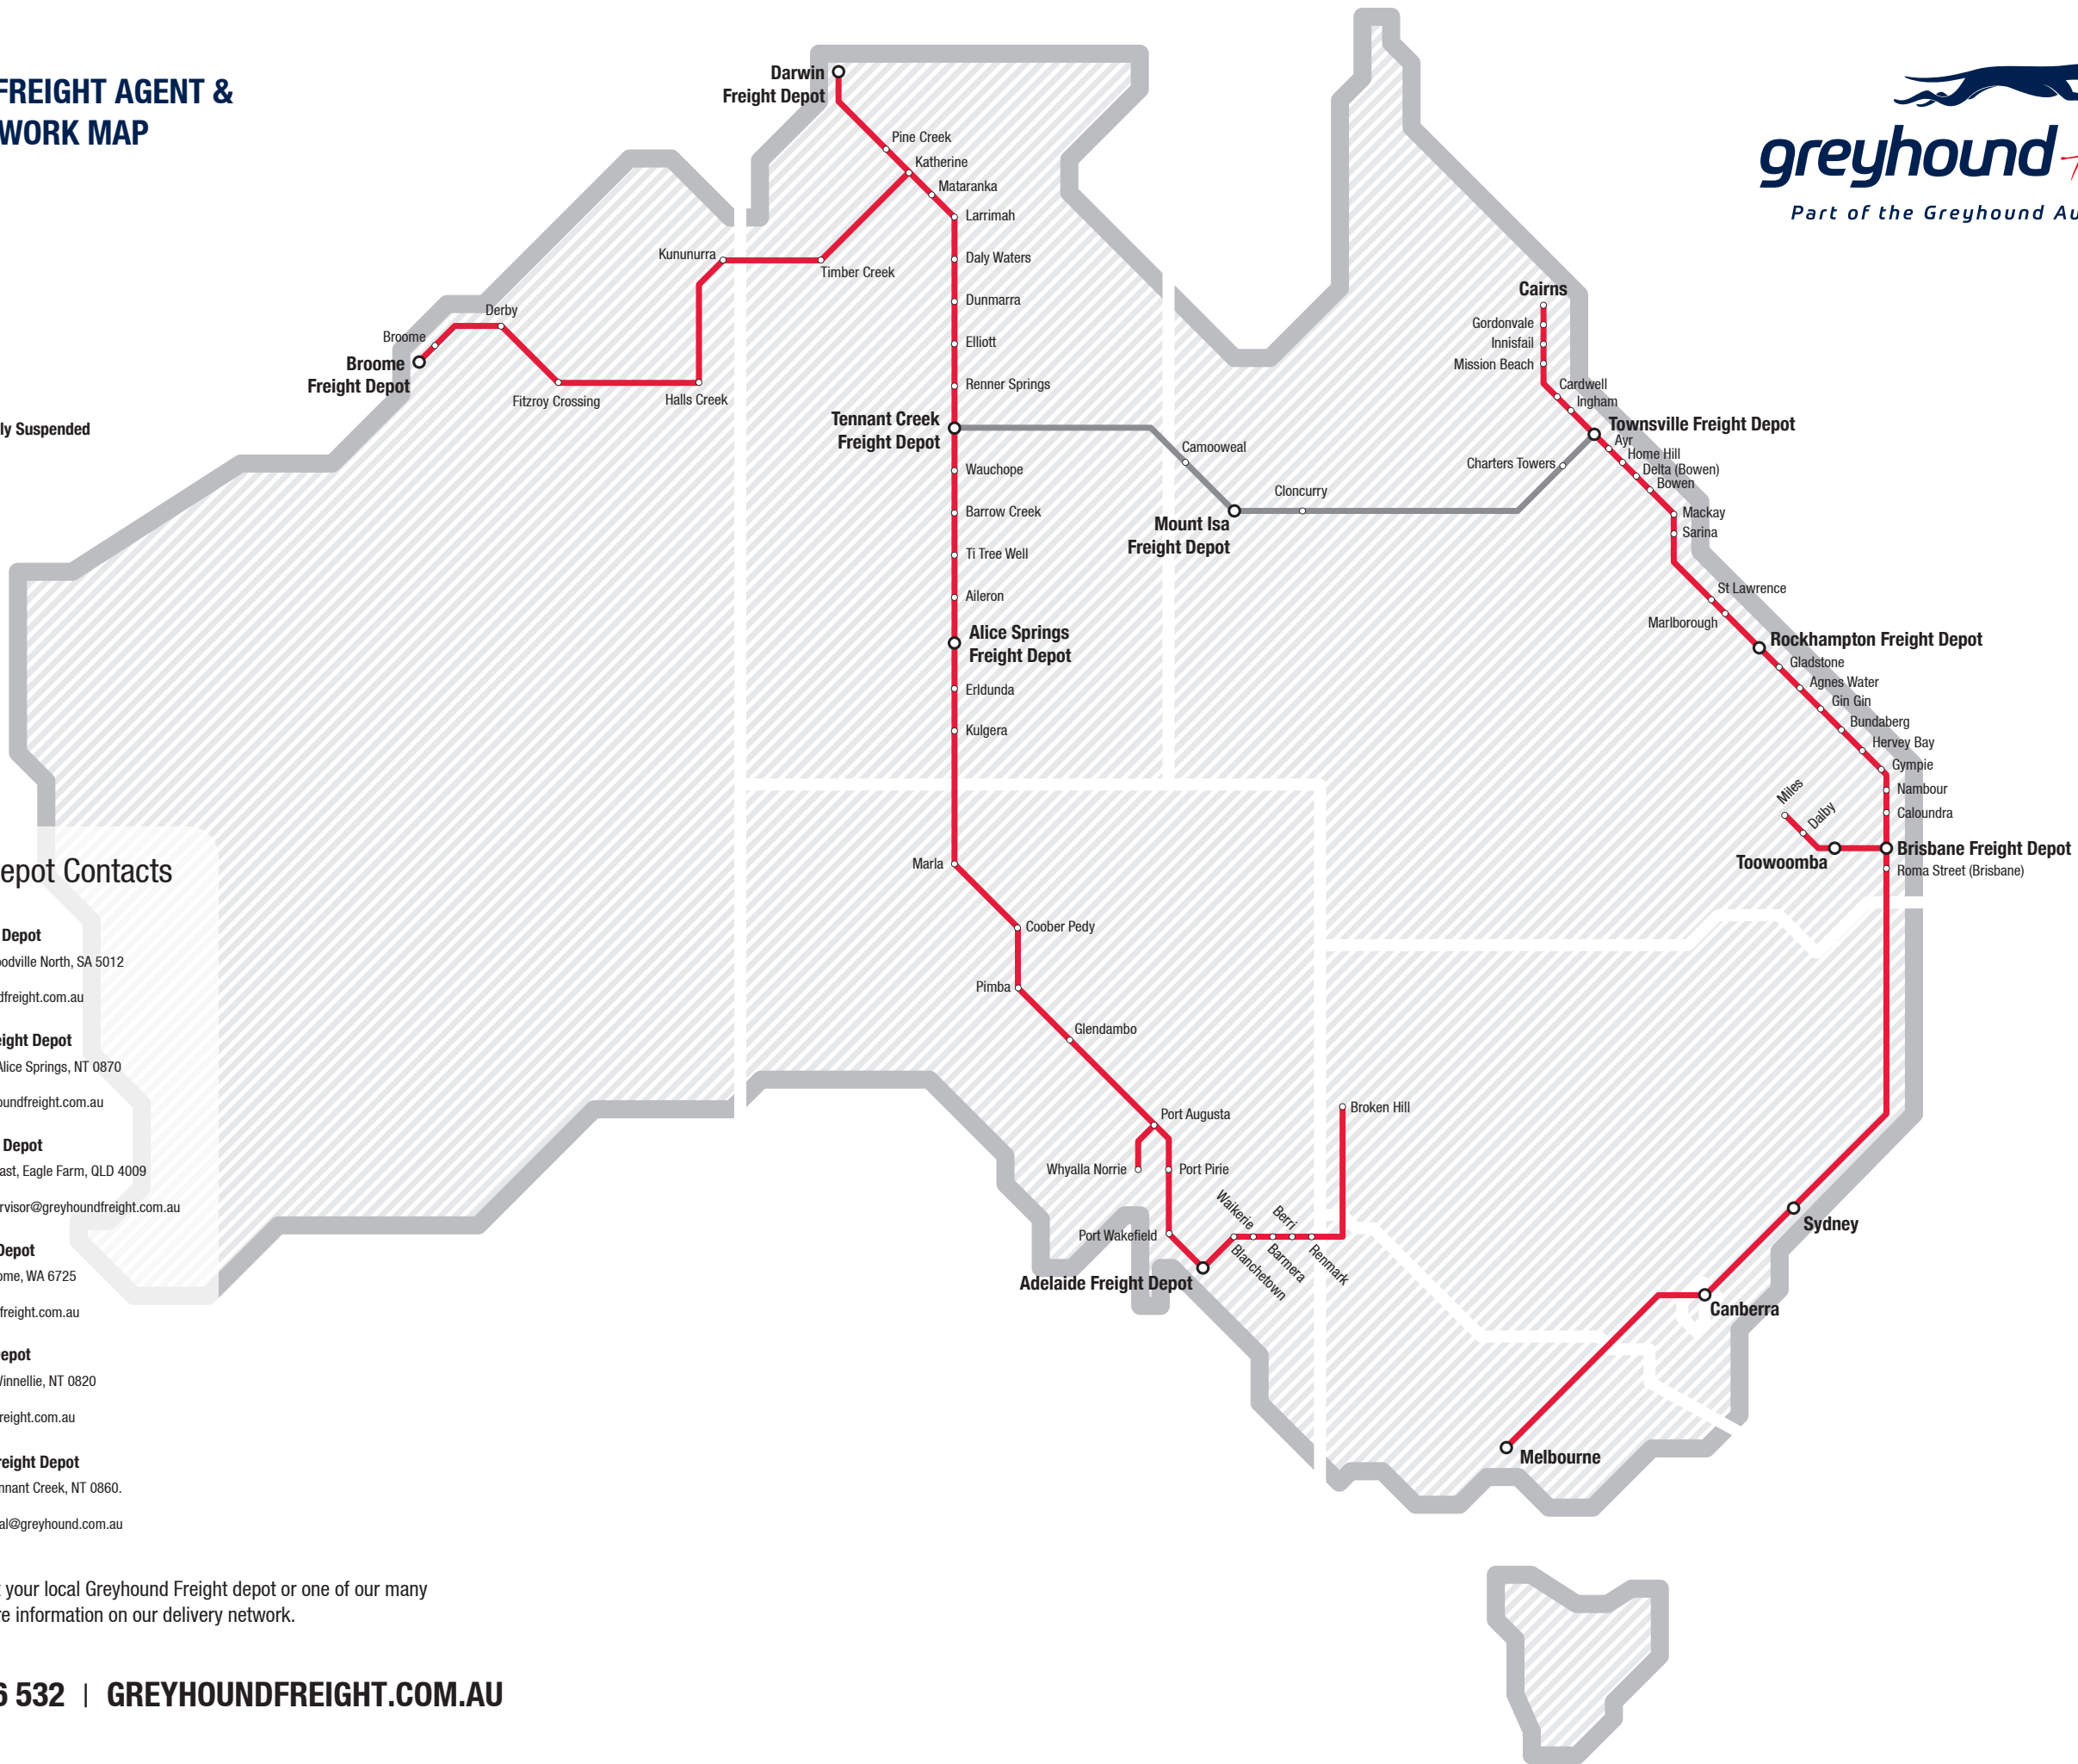 FREIGHT AGENT &
WORK MAP
greyhound
Part of the Greyhound Au
Darwin
Freight Depot
Pine Creek
Katherine
Mataranka
Larrimah
Kununurra
Timber Creek
Daly Waters
Dunmarra
Elliott
Renner Springs
Derby
Broome
Broome
Freight Depot
Fitzroy Crossing
Halls Creek
ly Suspended
Tennant Creek
Freight Depot
Camooweal
Cloncurry
Mount Isa
Freight Depot
Charters Towers
Cairns
Gordonvale
Innisfail
Mission Beach
Cardwell
Ingham
Townsville Freight Depot
Ayr
Home Hill
Delta (Bowen)
Bowen
Mackay
Sarina
St Lawrence
Marlborough
Rockhampton Freight Depot
Gladstone
Agnes Water
Gin Gin
Bundaberg
Hervey Bay
Gympie
Nambour
Caloundra
Miles
Dalby
Toowoomba
Brisbane Freight Depot
Roma Street (Brisbane)
Wauchope
Barrow Creek
Ti Tree Well
Aileron
Alice Springs
Freight Depot
Erldunda
Kulgera
Marla
Coober Pedy
Pimba
Glendambo
Port Augusta
Whyalla Norrie
Port Pirie
Port Wakefield
Adelaide Freight Depot
Waikerie
Blanchetown
Berri
Barmera
Renmark
Broken Hill
Sydney
Canberra
Melbourne
epot Contacts
Depot
odville North, SA 5012
dfreight.com.au
eight Depot
Alice Springs, NT 0870
oundfreight.com.au
Depot
ast, Eagle Farm, QLD 4009
rvisor@greyhoundfreight.com.au
Depot
ome, WA 6725
freight.com.au
Depot
Winnellie, NT 0820
reight.com.au
reight Depot
nnant Creek, NT 0860.
al@greyhound.com.au
t your local Greyhound Freight depot or one of our many
re information on our delivery network.
6 532 | GREYHOUNDFREIGHT.COM.AU